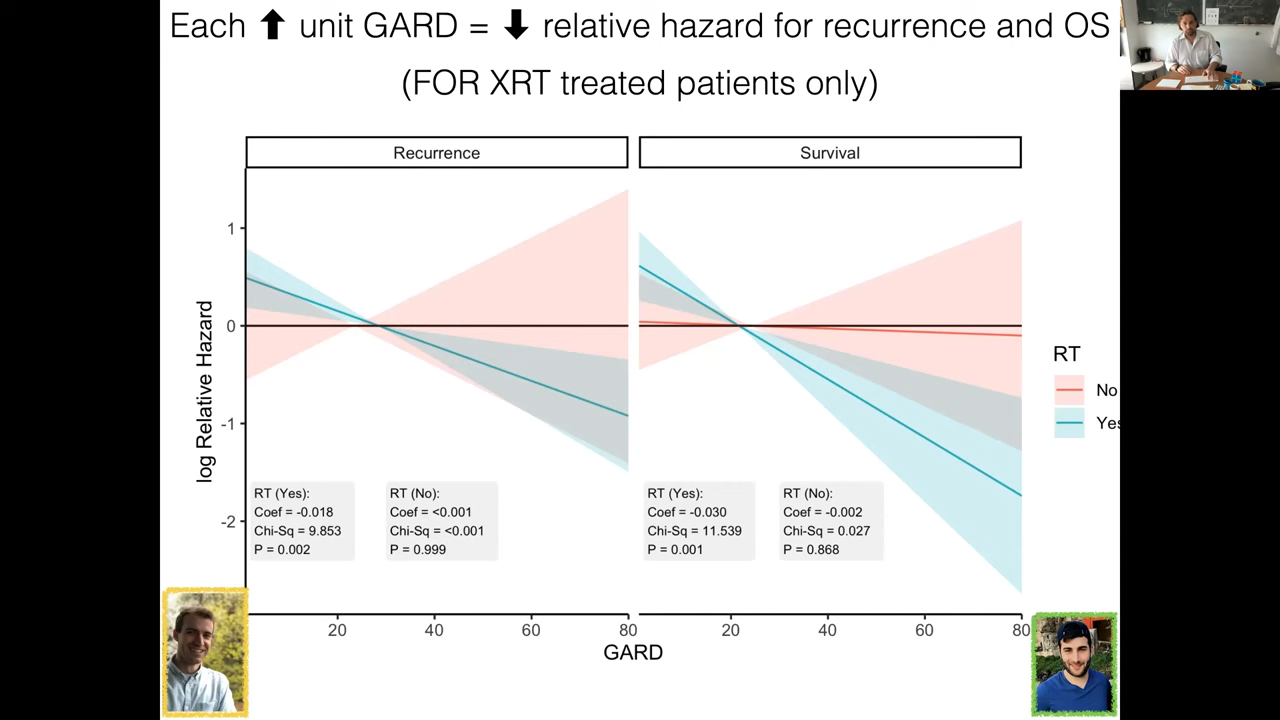 Each ⬆ unit GARD = ⬇ relative hazard for recurrence and OS
(FOR XRT treated patients only)
Recurrence
Survival
log Relative Hazard
1
0
-1
-2
RT (Yes):
Coef = -0.018
Chi-Sq = 9.853
P = 0.002
RT (No):
Coef = <0.001
Chi-Sq = <0.001
P = 0.999
RT (Yes):
Coef = -0.030
Chi-Sq = 11.539
P = 0.001
RT (No):
Coef = -0.002
Chi-Sq = 0.027
P = 0.868
RT
No
Yes
20 40 60 80 20 40 60 80
GARD